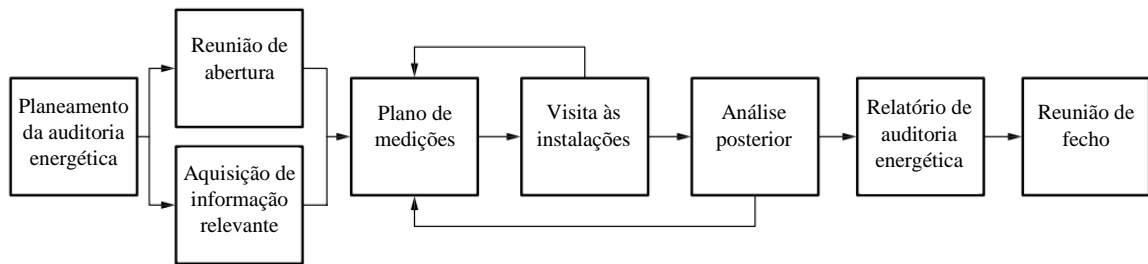 Planeamento
da auditoria
energética
Reunião de
abertura
Aquisição de
informação
relevante
Plano de
medições
Visita às
instalações
Análise
posterior
Relatório de
auditoria
energética
Reunião de
fecho